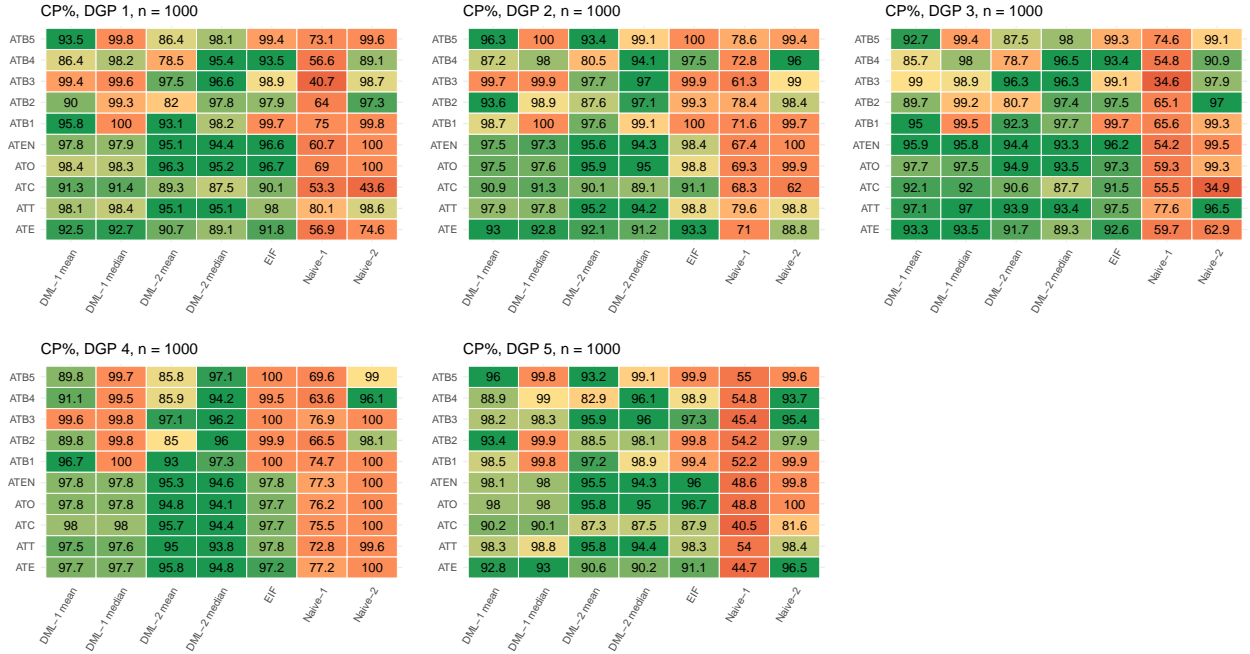 CP%, DGP 1, n = 1000
ATB5 93.5 99.8 86.4 98.1 99.4 73.1 99.6
ATB4 86.4 98.2 78.5 95.4 93.5 56.6 89.1
ATB3 99.4 99.6 97.5 96.6 98.9 40.7 98.7
ATB2 90 99.3 82 97.8 97.9 64 97.3
ATB1 95.8 100 93.1 98.2 99.7 75 99.8
ATEN 97.8 97.9 95.1 94.4 96.6 60.7 100
ATO 98.4 98.3 96.3 95.2 96.7 69 100
ATC 91.3 91.4 89.3 87.5 90.1 53.3 43.6
ATT 98.1 98.4 95.1 95.1 98 80.1 98.6
ATE 92.5 92.7 90.7 89.1 91.8 56.9 74.6
DML−1 mean DML−1 median DML−2 mean DML−2 median EIF Naive−1 Naive−2
CP%, DGP 2, n = 1000
ATB5 96.3 100 93.4 99.1 100 78.6 99.4
ATB4 87.2 98 80.5 94.1 97.5 72.8 96
ATB3 99.7 99.9 97.7 97 99.9 61.3 99
ATB2 93.6 98.9 87.6 97.1 99.3 78.4 98.4
ATB1 98.7 100 97.6 99.1 100 71.6 99.7
ATEN 97.5 97.3 95.6 94.3 98.4 67.4 100
ATO 97.5 97.6 95.9 95 98.8 69.3 99.9
ATC 90.9 91.3 90.1 89.1 91.1 68.3 62
ATT 97.9 97.8 95.2 94.2 98.8 79.6 98.8
ATE 93 92.8 92.1 91.2 93.3 71 88.8
DML−1 mean DML−1 median DML−2 mean DML−2 median EIF Naive−1 Naive−2
CP%, DGP 3, n = 1000
ATB5 92.7 99.4 87.5 98 99.3 74.6 99.1
ATB4 85.7 98 78.7 96.5 93.4 54.8 90.9
ATB3 99 98.9 96.3 96.3 99.1 34.6 97.9
ATB2 89.7 99.2 80.7 97.4 97.5 65.1 97
ATB1 95 99.5 92.3 97.7 99.7 65.6 99.3
ATEN 95.9 95.8 94.4 93.3 96.2 54.2 99.5
ATO 97.7 97.5 94.9 93.5 97.3 59.3 99.3
ATC 92.1 92 90.6 87.7 91.5 55.5 34.9
ATT 97.1 97 93.9 93.4 97.5 77.6 96.5
ATE 93.3 93.5 91.7 89.3 92.6 59.7 62.9
DML−1 mean DML−1 median DML−2 mean DML−2 median EIF Naive−1 Naive−2
CP%, DGP 4, n = 1000
ATB5 89.8 99.7 85.8 97.1 100 69.6 99
ATB4 91.1 99.5 85.9 94.2 99.5 63.6 96.1
ATB3 99.6 99.8 97.1 96.2 100 76.9 100
ATB2 89.8 99.8 85 96 99.9 66.5 98.1
ATB1 96.7 100 93 97.3 100 74.7 100
ATEN 97.8 97.8 95.3 94.6 97.8 77.3 100
ATO 97.8 97.8 94.8 94.1 97.7 76.2 100
ATC 98 98 95.7 94.4 97.7 75.5 100
ATT 97.5 97.6 95 93.8 97.8 72.8 99.6
ATE 97.7 97.7 95.8 94.8 97.2 77.2 100
DML−1 mean DML−1 median DML−2 mean DML−2 median EIF Naive−1 Naive−2
CP%, DGP 5, n = 1000
ATB5 96 99.8 93.2 99.1 99.9 55 99.6
ATB4 88.9 99 82.9 96.1 98.9 54.8 93.7
ATB3 98.2 98.3 95.9 96 97.3 45.4 95.4
ATB2 93.4 99.9 88.5 98.1 99.8 54.2 97.9
ATB1 98.5 99.8 97.2 98.9 99.4 52.2 99.9
ATEN 98.1 98 95.5 94.3 96 48.6 99.8
ATO 98 98 95.8 95 96.7 48.8 100
ATC 90.2 90.1 87.3 87.5 87.9 40.5 81.6
ATT 98.3 98.8 95.8 94.4 98.3 54 98.4
ATE 92.8 93 90.6 90.2 91.1 44.7 96.5
DML−1 mean DML−1 median DML−2 mean DML−2 median EIF Naive−1 Naive−2